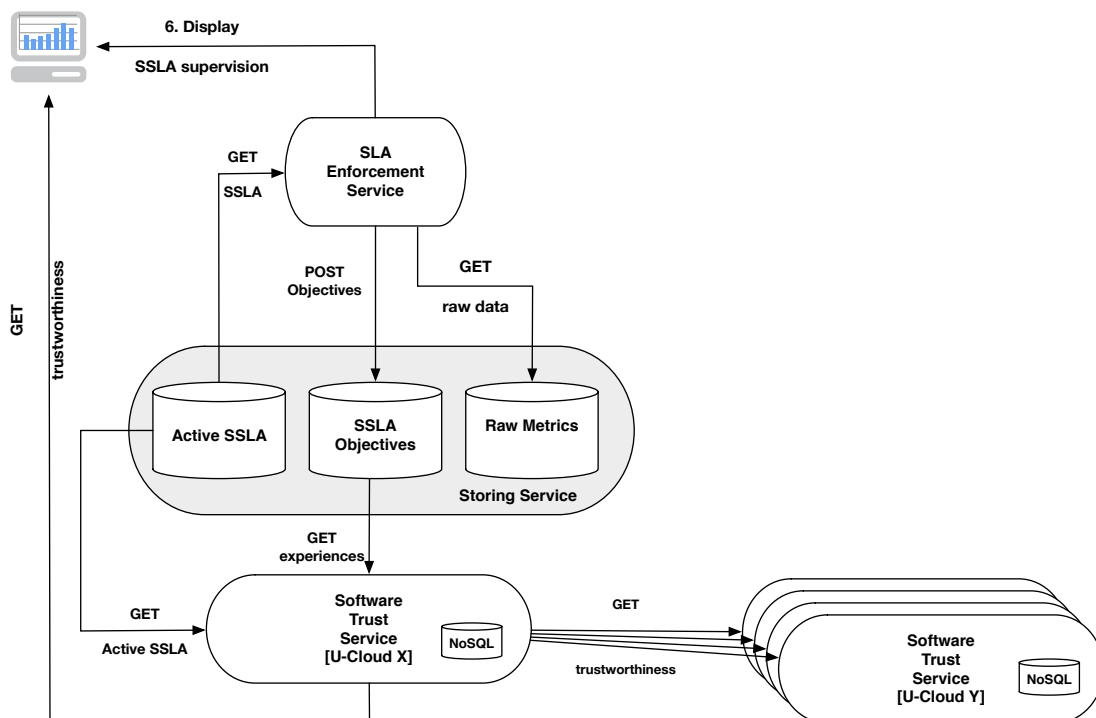 6. Display
SSLA supervision
GET
SSLA
SLA
Enforcement
Service
POST
Objectives
GET
raw data
GET
trustworthiness
Active SSLA
SSLA
Objectives
Raw Metrics
Storing Service
GET
experiences
GET
Active SSLA
Software
Trust
Service
[U-Cloud X]
NoSQL
GET
trustworthiness
Software
Trust
Service
[U-Cloud Y]
NoSQL